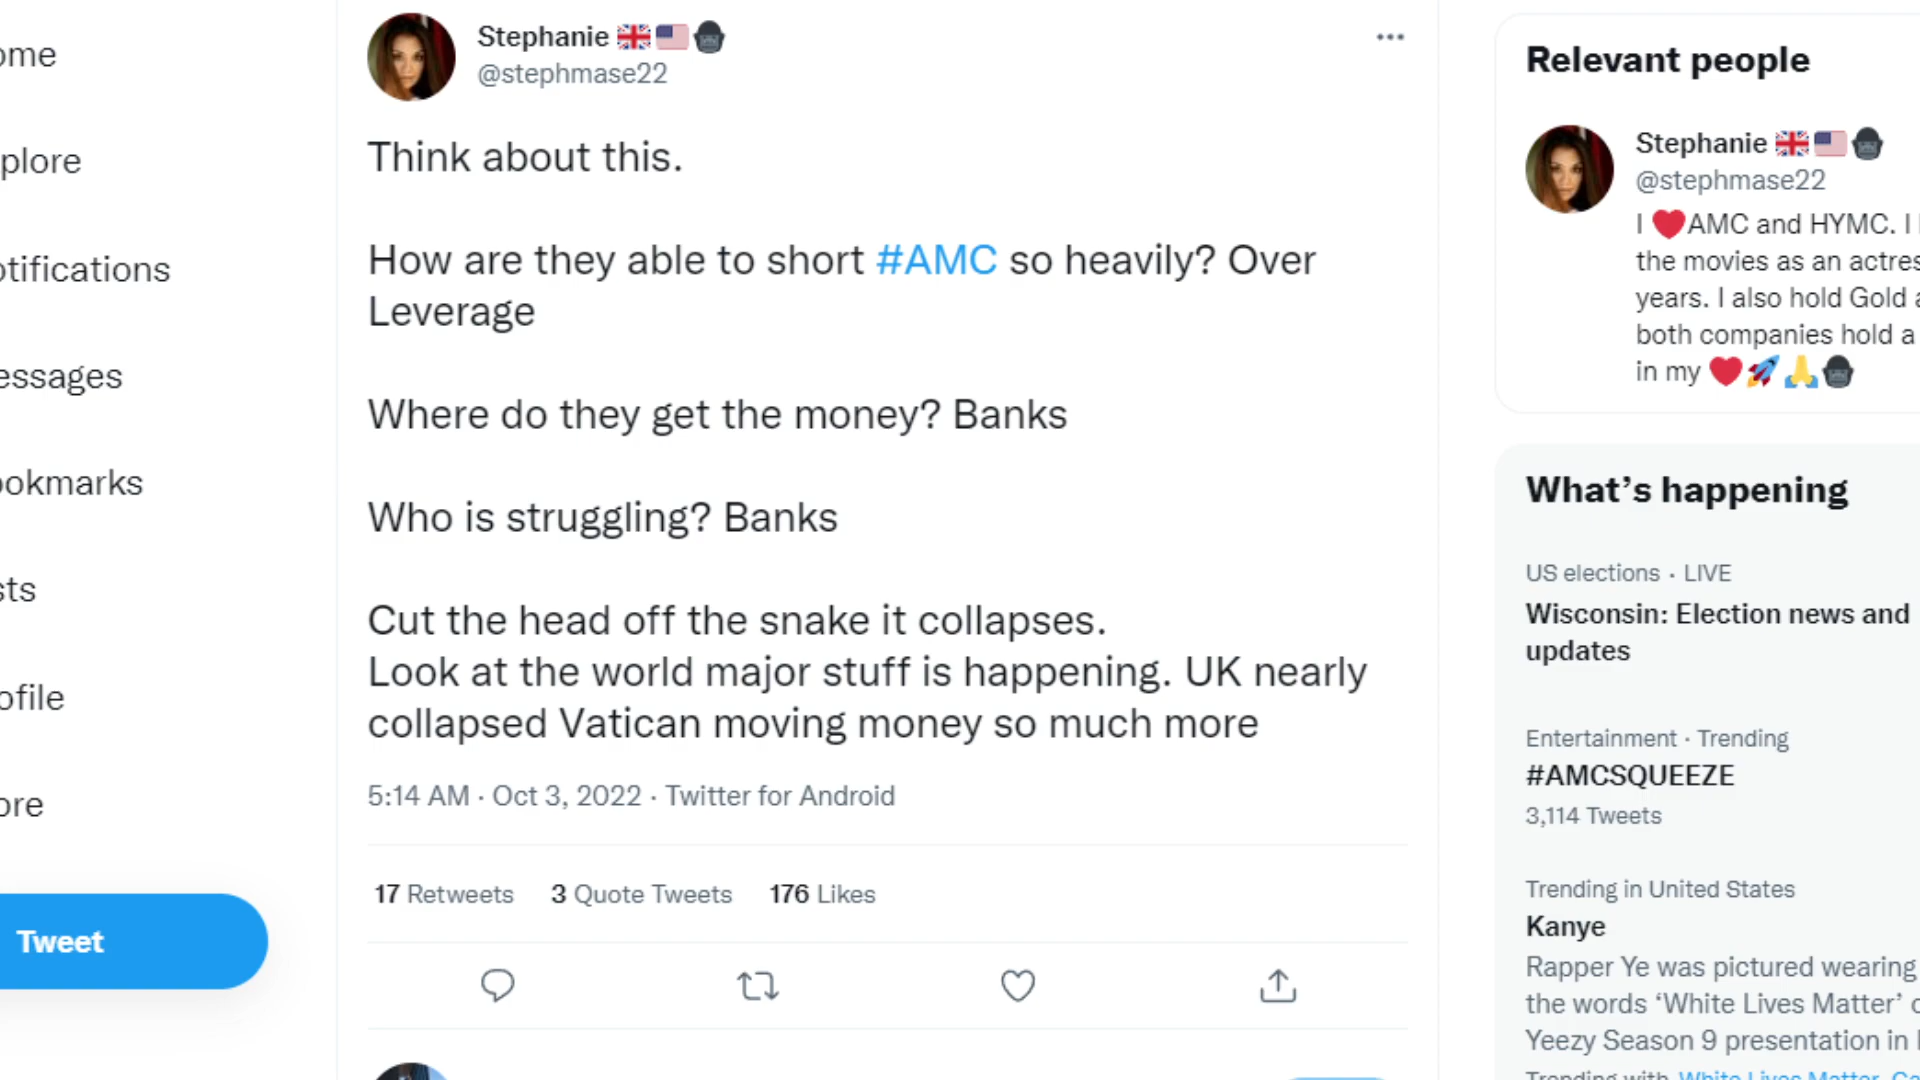 ome
plore
otifications
essages
ookmarks
sts
ofile
ore
Tweet
Stephanie
@stephmase22
Think about this.
How are they able to short #AMC so heavily? Over
Leverage
Where do they get the money? Banks
Who is struggling? Banks
Cut the head off the snake it collapses.
Look at the world major stuff is happening. UK nearly
collapsed Vatican moving money so much more
5:14 AM · Oct 3, 2022 · Twitter for Android
17 Retweets 3 Quote Tweets 176 Likes
Relevant people
Stephanie
@stephmase22
I ❤️AMC and HYMC. I
the movies as an actres
years. I also hold Gold a
both companies hold a
in my ❤️🚀🙏
What's happening
US elections · LIVE
Wisconsin: Election news and
updates
Entertainment · Trending
#AMCSQUEEZE
3,114 Tweets
Trending in United States
Kanye
Rapper Ye was pictured wearing
the words ‘White Lives Matter’ o
Yeezy Season 9 presentation in
Trending with White Lives Matter,